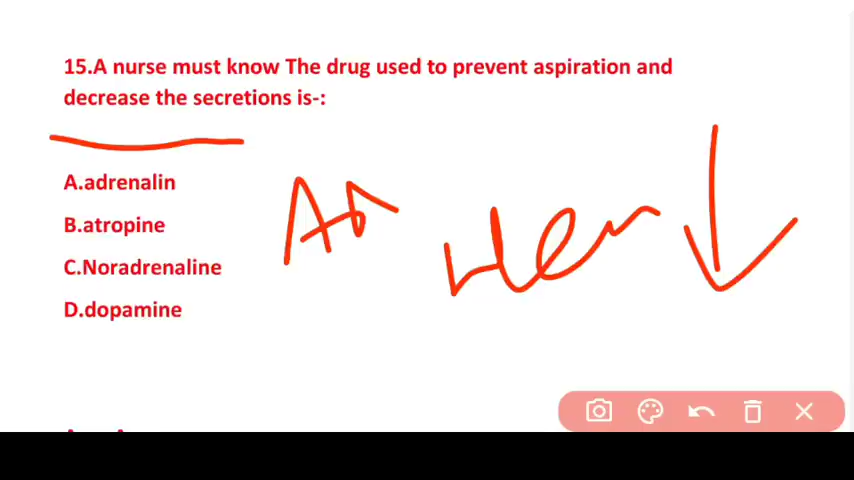 15.A nurse must know The drug used to prevent aspiration and
decrease the secretions is-:
A.adrenalin
B.atropine
C.Noradrenaline
D.dopamine